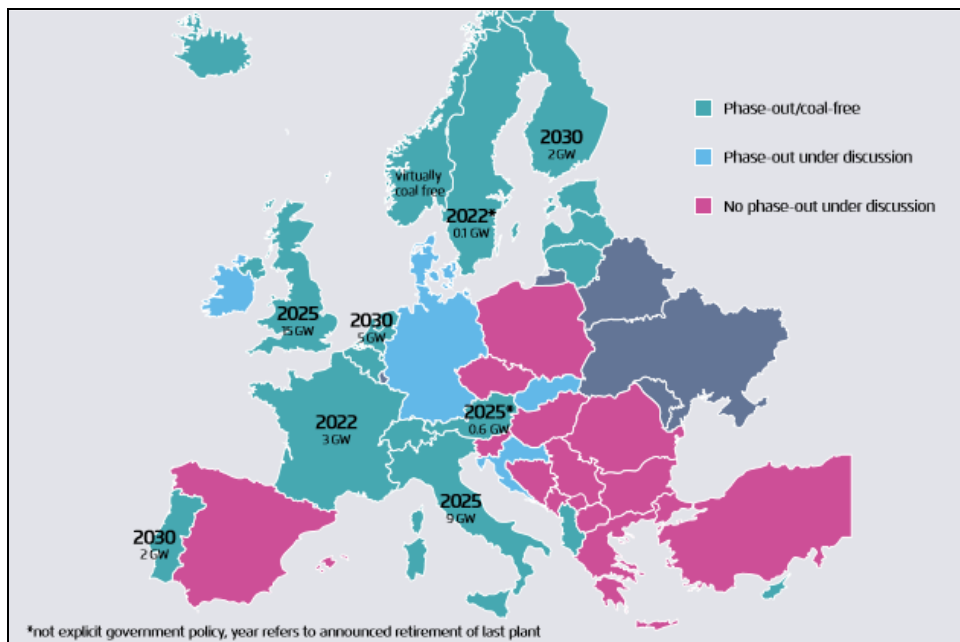 2030
2 GW
Phase-out/coal-free
Phase-out under discussion
No phase-out under discussion
virtually
coal free
2022*
0.1 GW
2025
15 GW
2030
5 GW
2022
3 GW
2025*
0.6 GW
2025
9 GW
2030
2 GW
*not explicit government policy, year refers to announced retirement of last plant